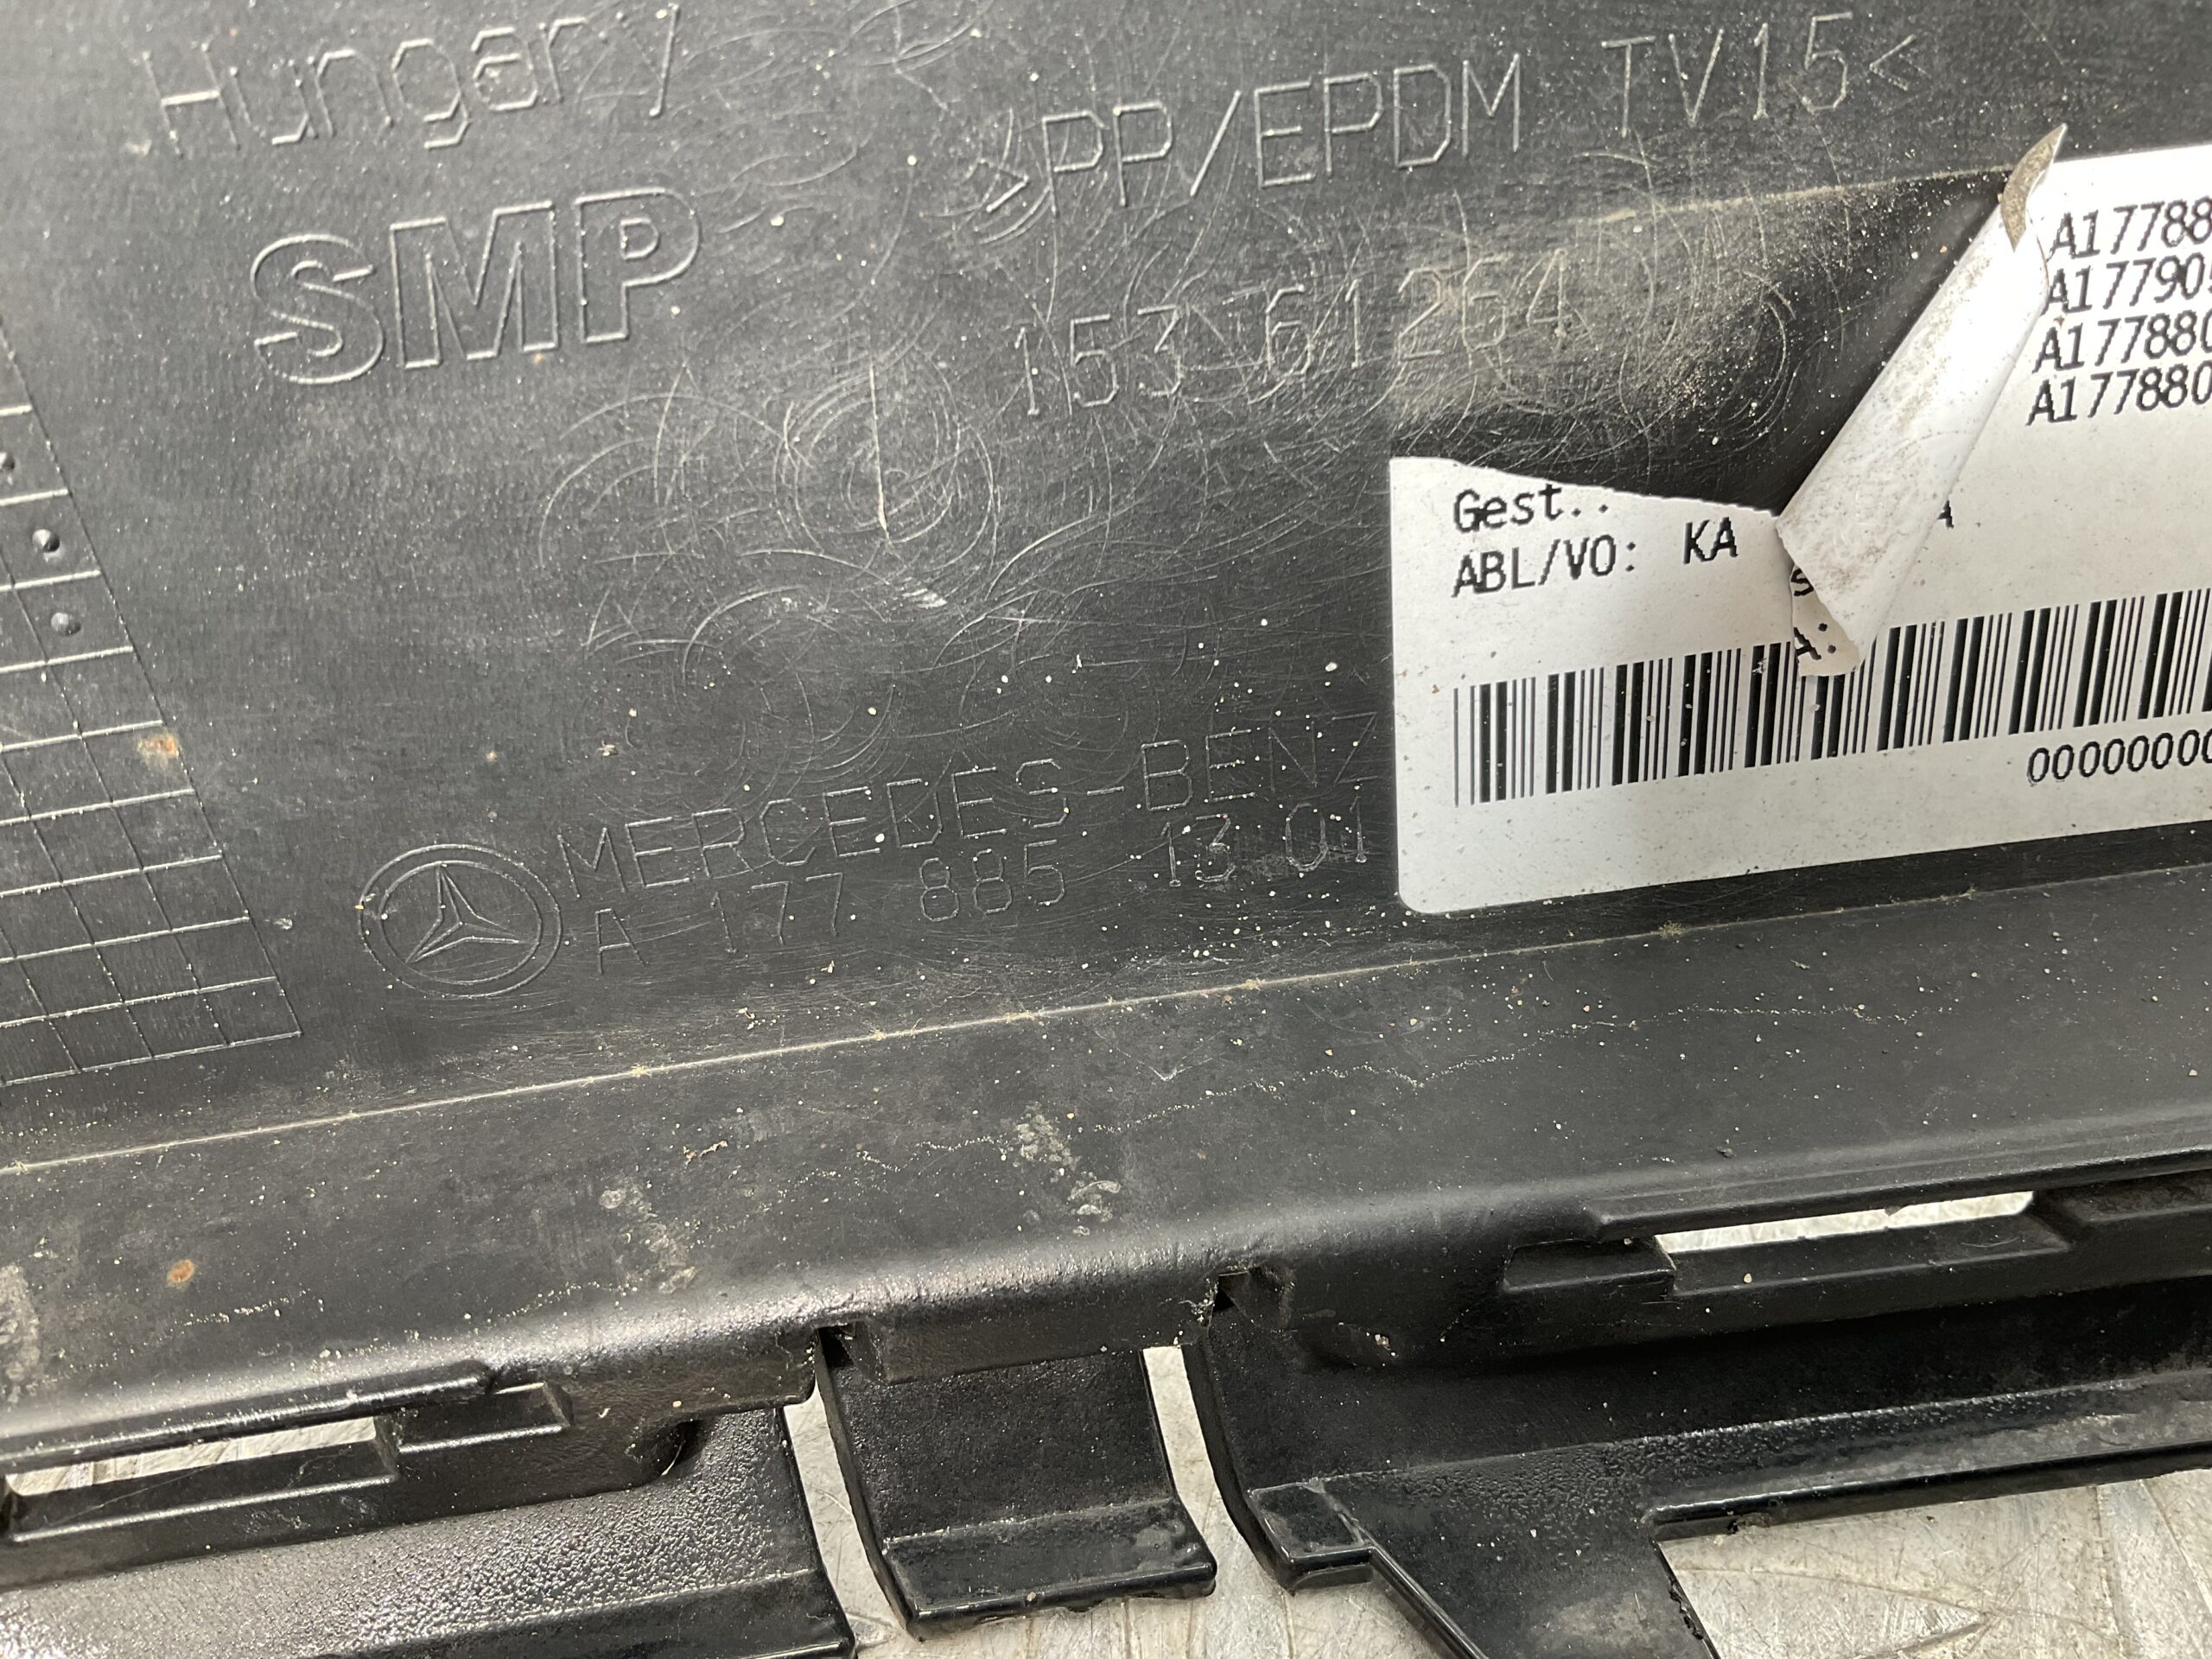 Hungary
>PP/EPDM TV15<
SMP
153 61264
A17788
A17790
A177880
A177880
Gest..
ABL/VO: KA
0000000
MERCEDES-BENZ
A 177 885 13 01